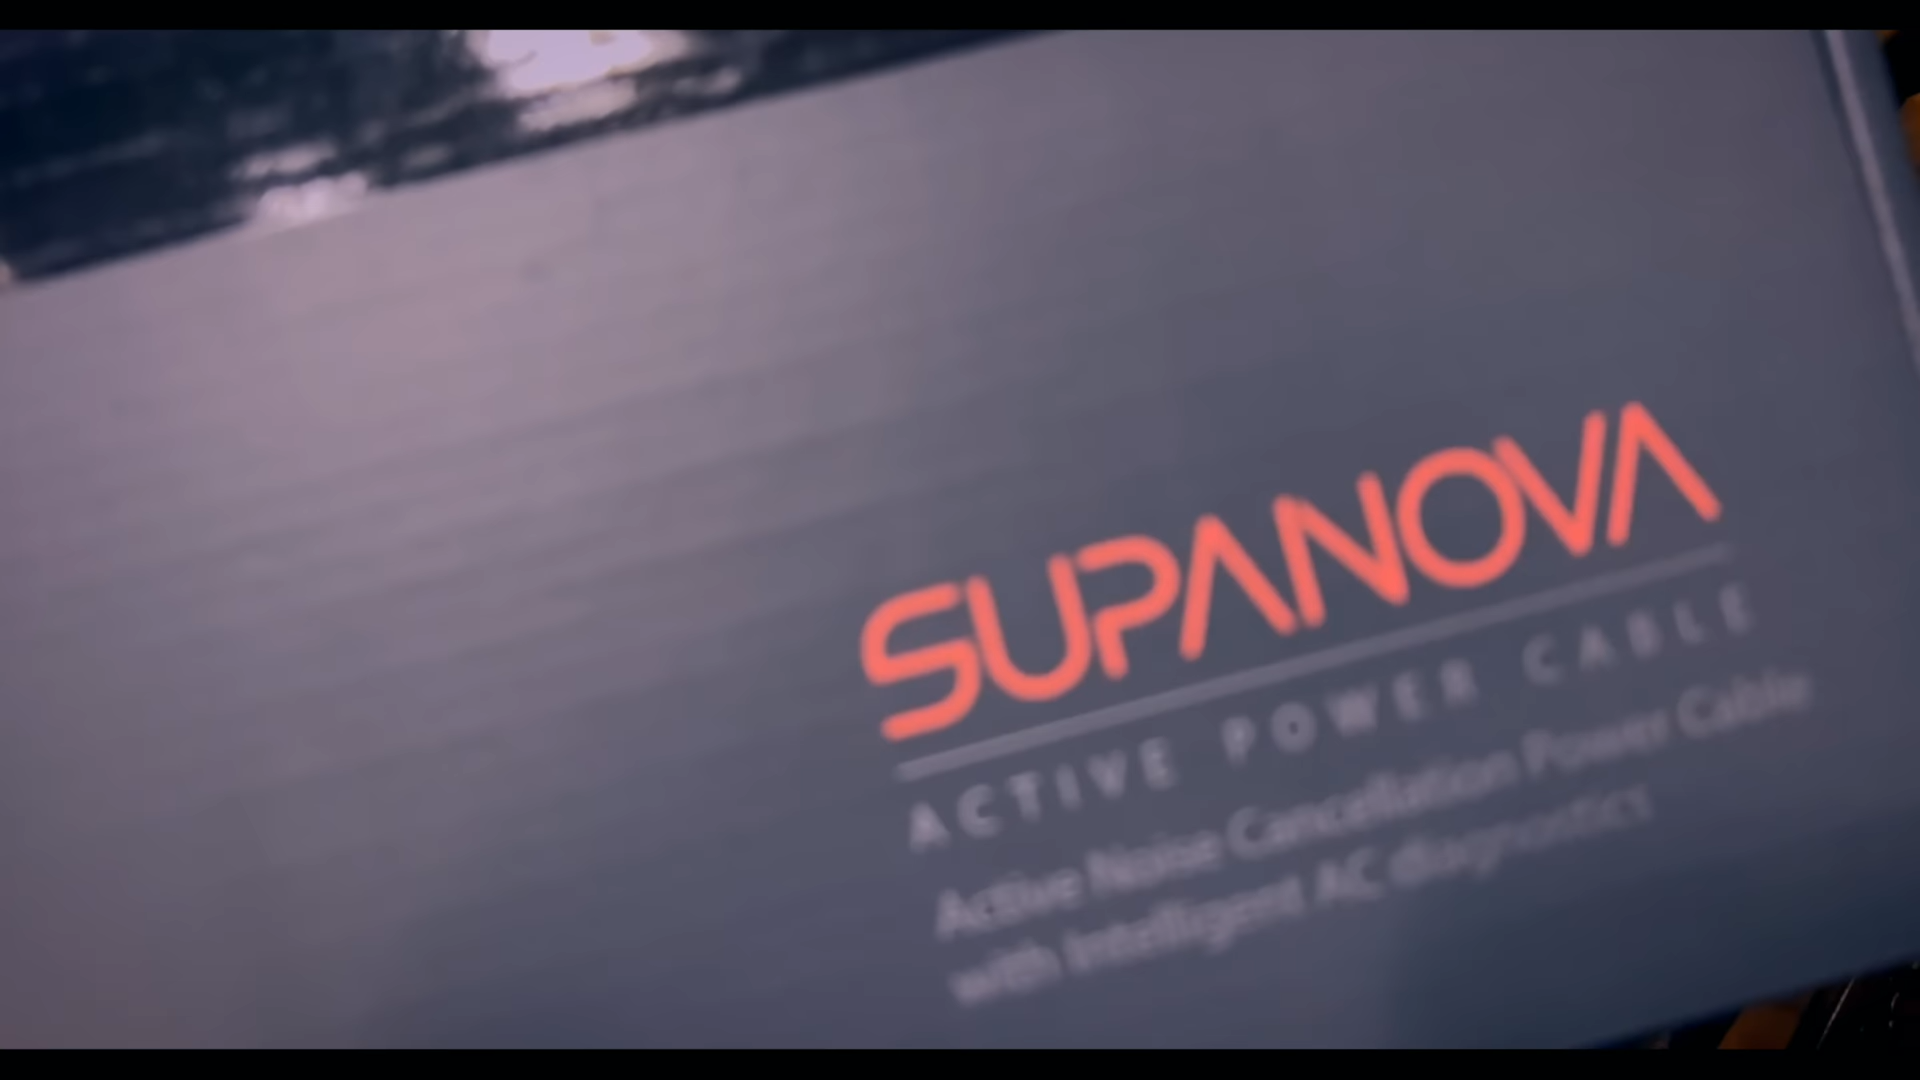 SUPANOVA
ACTIVE POWER CABLE
Active Noise Cancellation Power Cable
with Intelligent AC diagnostics